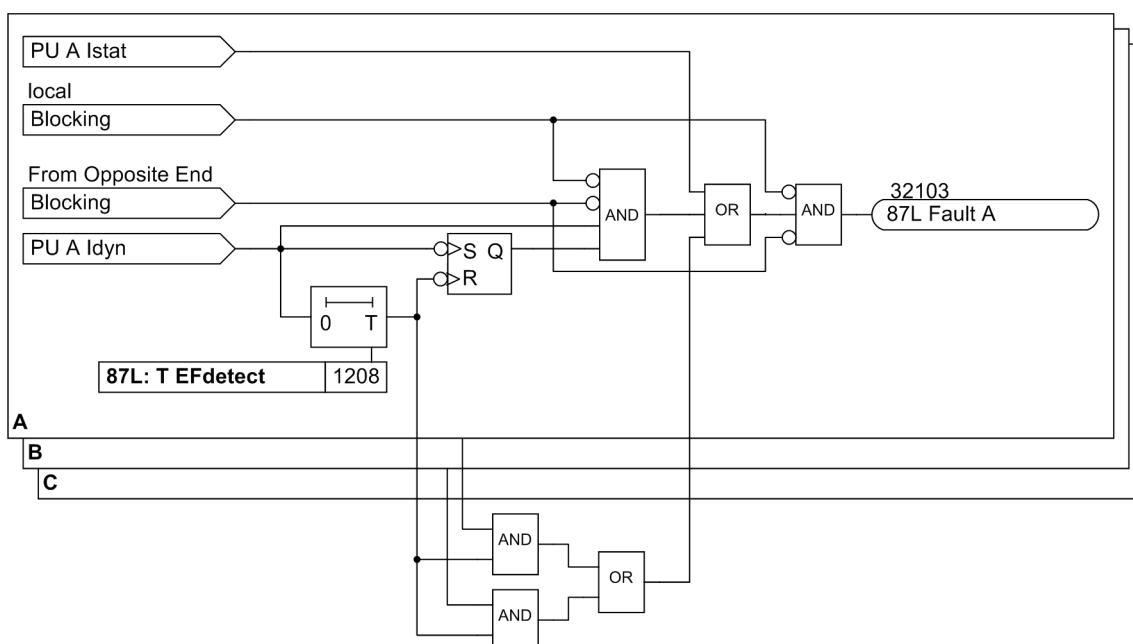 PU A Istat
local
Blocking
From Opposite End
Blocking
PU A Idyn
S Q
R
AND
OR
AND
32103
87L Fault A
0 T
87L: T EFdetect 1208
A
B
C
AND
OR
AND